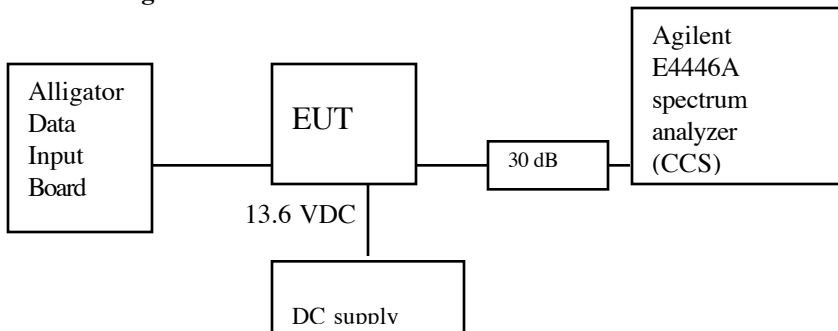 Alligator
Data
Input
Board
EUT
30 dB
Agilent
E4446A
spectrum
analyzer
(CCS)
13.6 VDC
DC supply